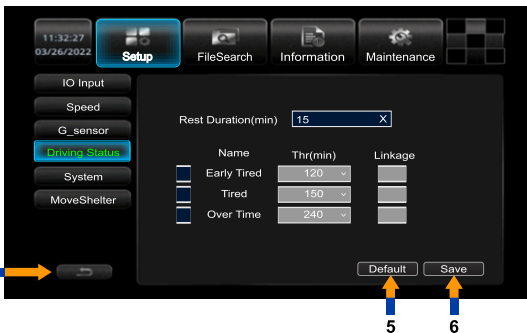 11:32:27
03/26/2022
Setup
FileSearch
Information
Maintenance
IO Input
Speed
G_sensor
Driving Status
System
MoveShelter
Rest Duration(min) 15 X
Name Thr(min) Linkage
Early Tired 120
Tired 150
Over Time 240
Default Save
5 6